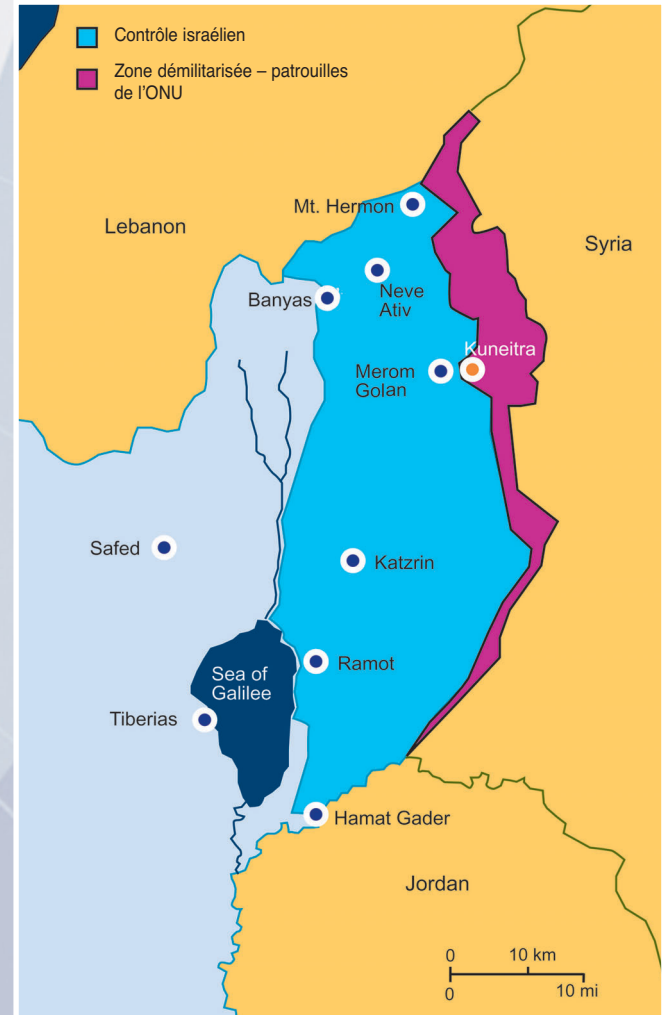 Contrôle israélien
Zone démilitarisée – patrouilles
de l'ONU
Mt. Hermon
Lebanon
Syria
Neve
Ativ
Banyas
Kuneitra
Merom
Golan
Safed
Katzrin
Ramot
Sea of
Galilee
Tiberias
Hamat Gader
Jordan
0 10 km
0 10 mi